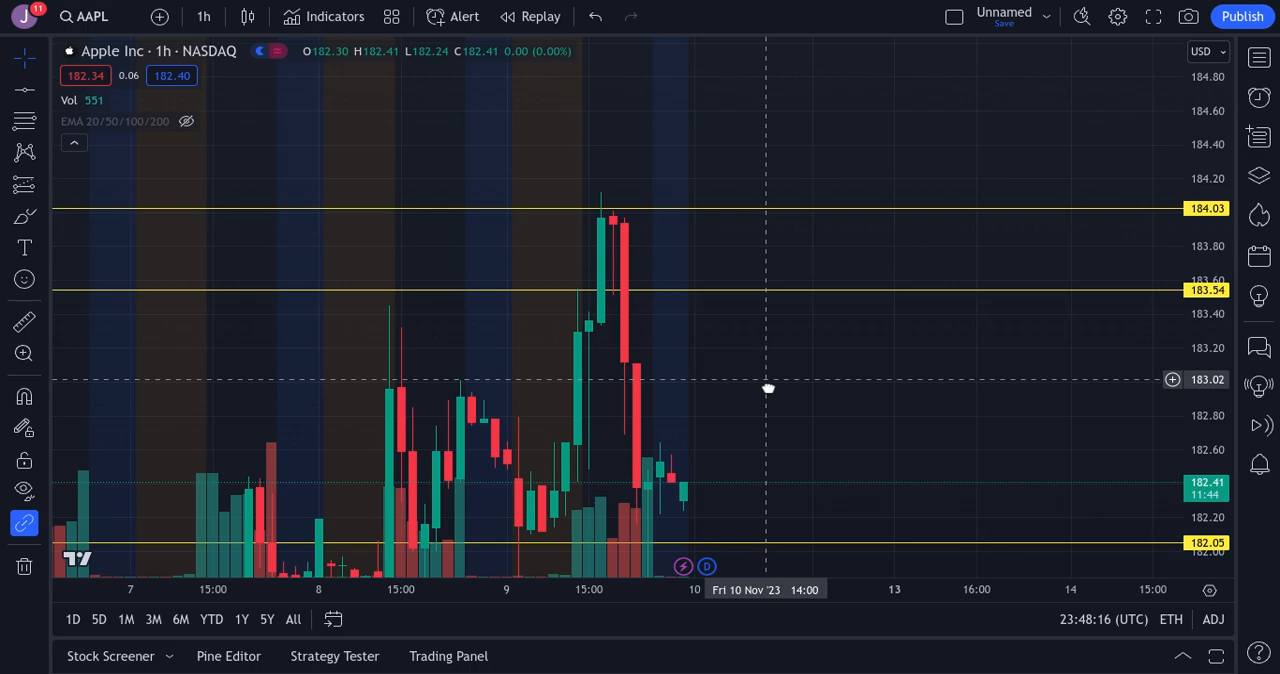 J 11 AAPL 1h Indicators Alert Replay Unnamed Save Publish
Apple Inc · 1h · NASDAQ O182.30 H182.41 L182.24 C182.41 0.00 (0.00%) USD
182.34 0.06 182.40
Vol 551
EMA 20/50/100/200
184.80
184.60
184.40
184.20
184.03
183.80
183.60
183.54
183.40
183.20
183.02
182.80
182.60
182.41
11:44
182.20
182.05
182.00
D
7 15:00 8 15:00 9 15:00 10 Fri 10 Nov '23 14:00 13 16:00 14 15:00
1D 5D 1M 3M 6M YTD 1Y 5Y All 23:48:16 (UTC) ETH ADJ
Stock Screener Pine Editor Strategy Tester Trading Panel